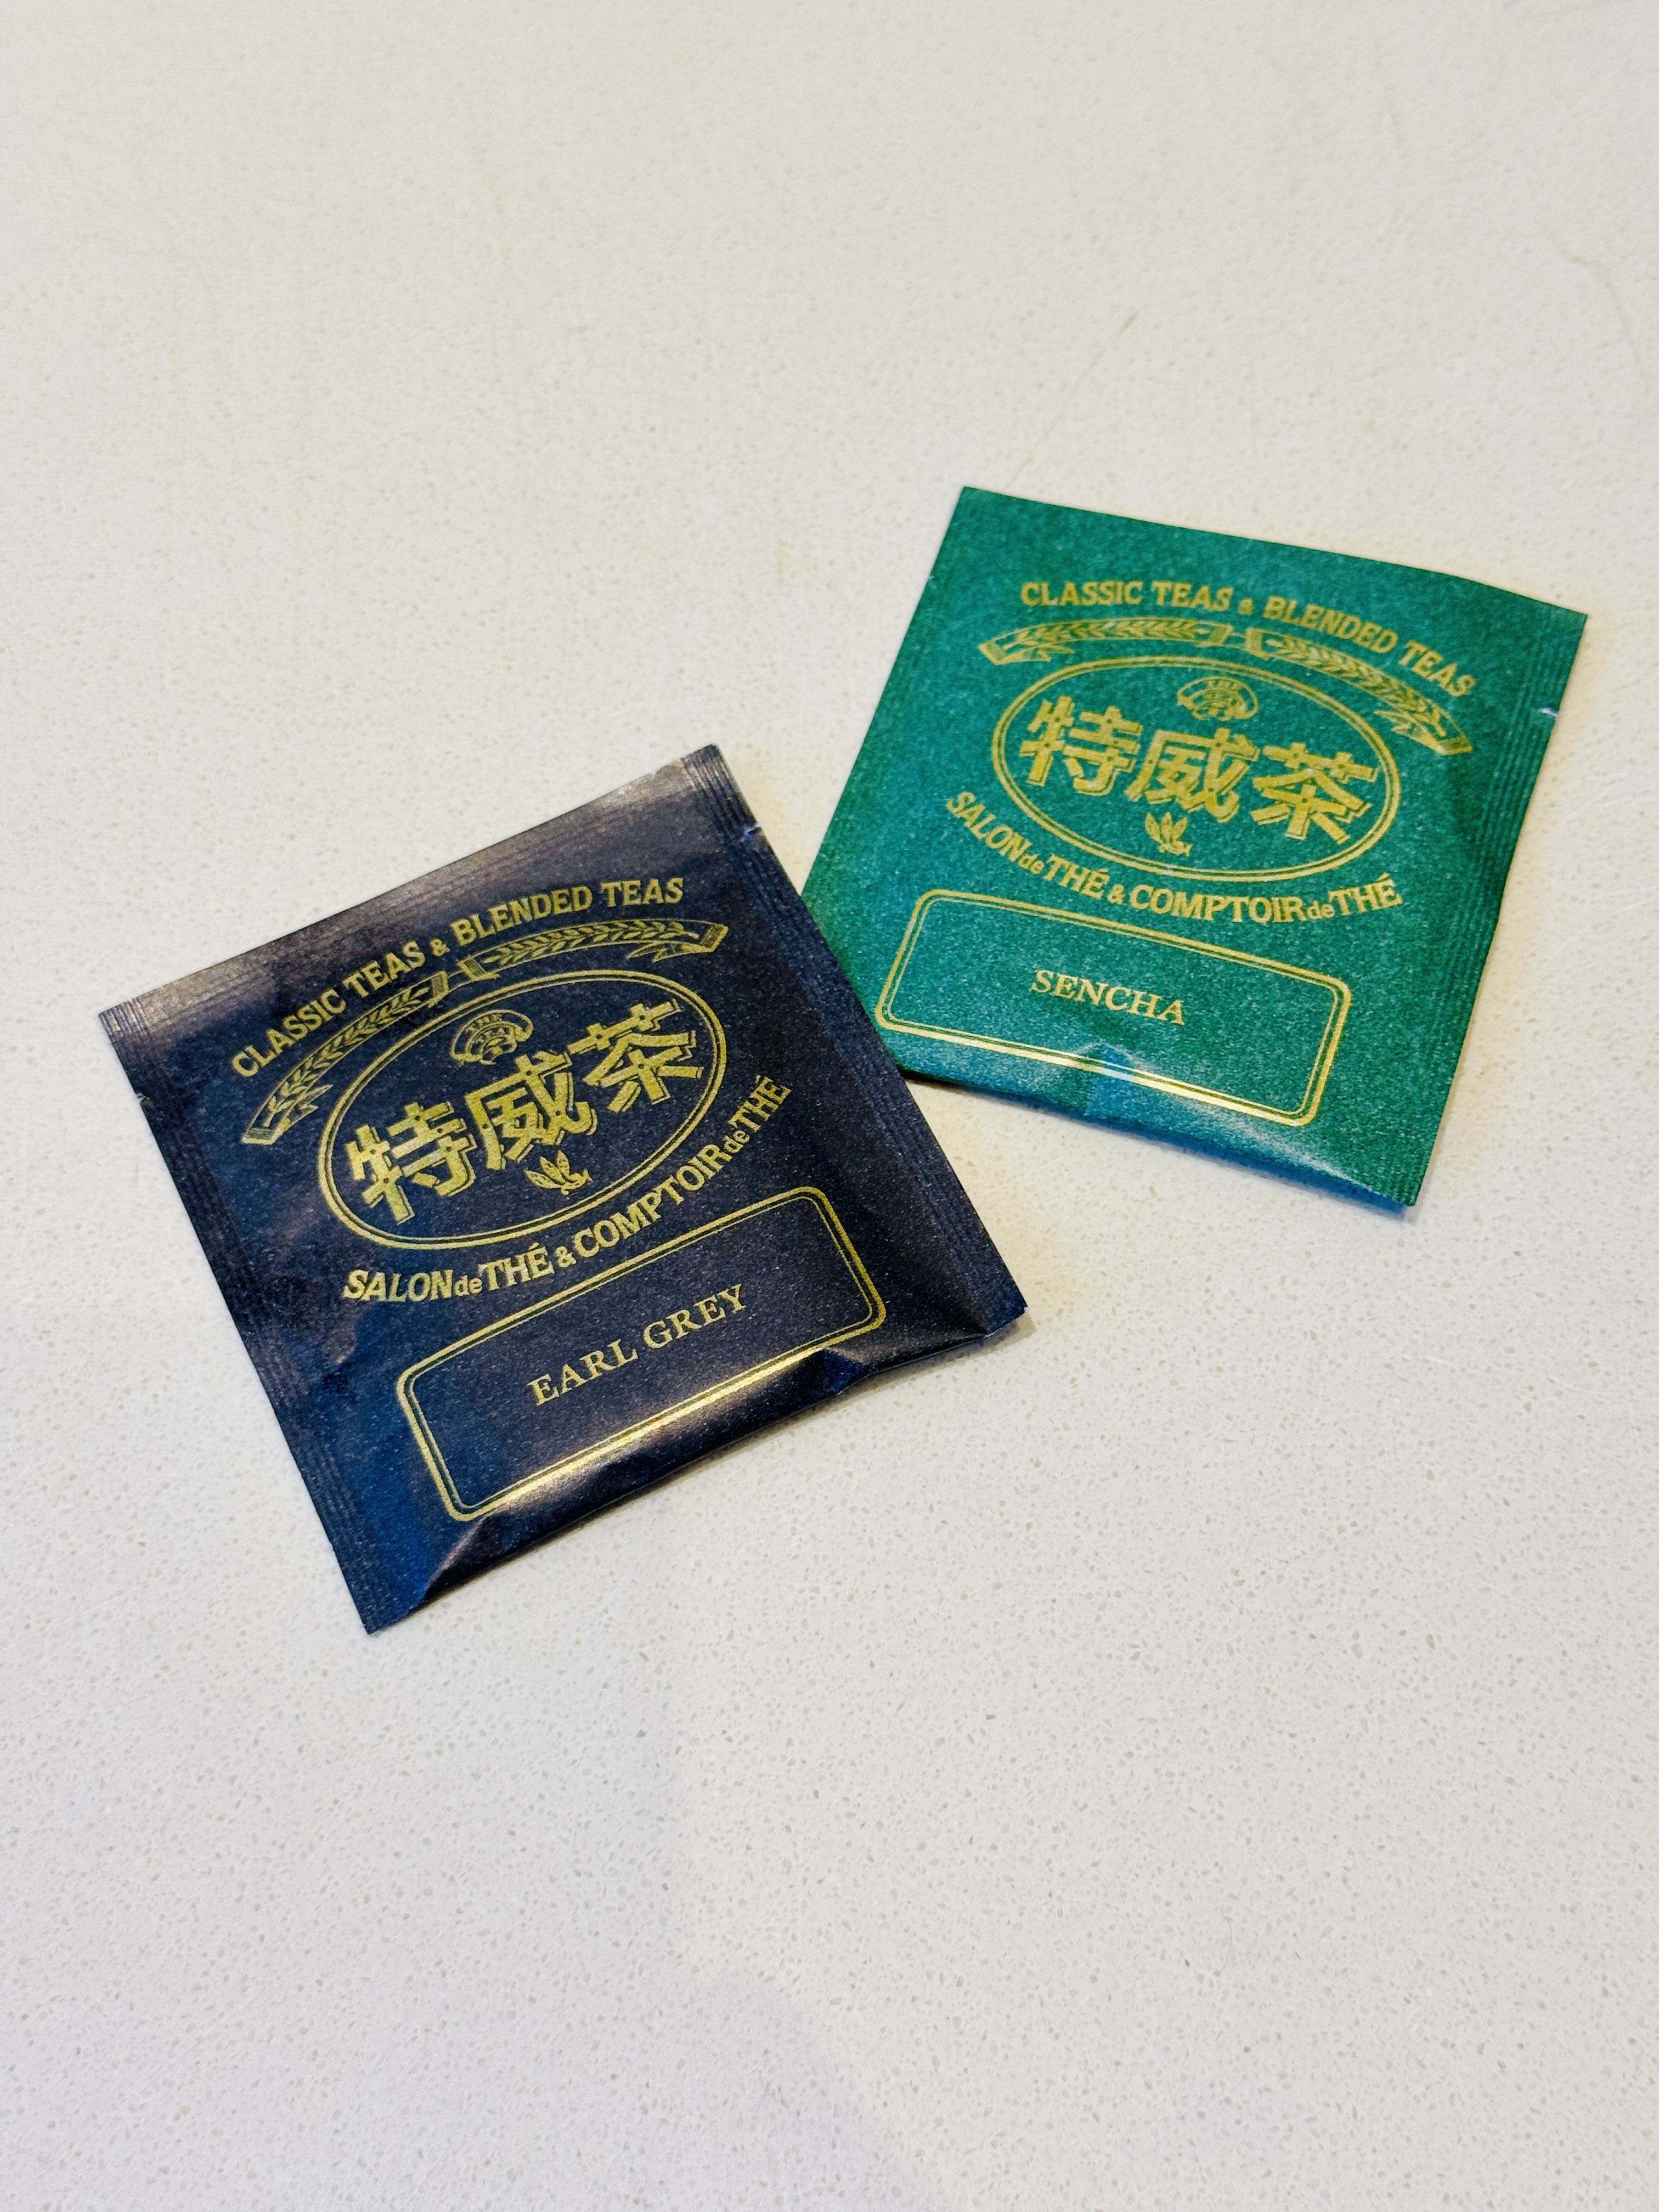 CLASSIC TEAS & BLENDED TEAS
特威茶
SALON de THÉ & COMPTOIR de THÉ
EARL GREY
CLASSIC TEAS & BLENDED TEAS
特威茶
SALON de THÉ & COMPTOIR de THÉ
SENCHA